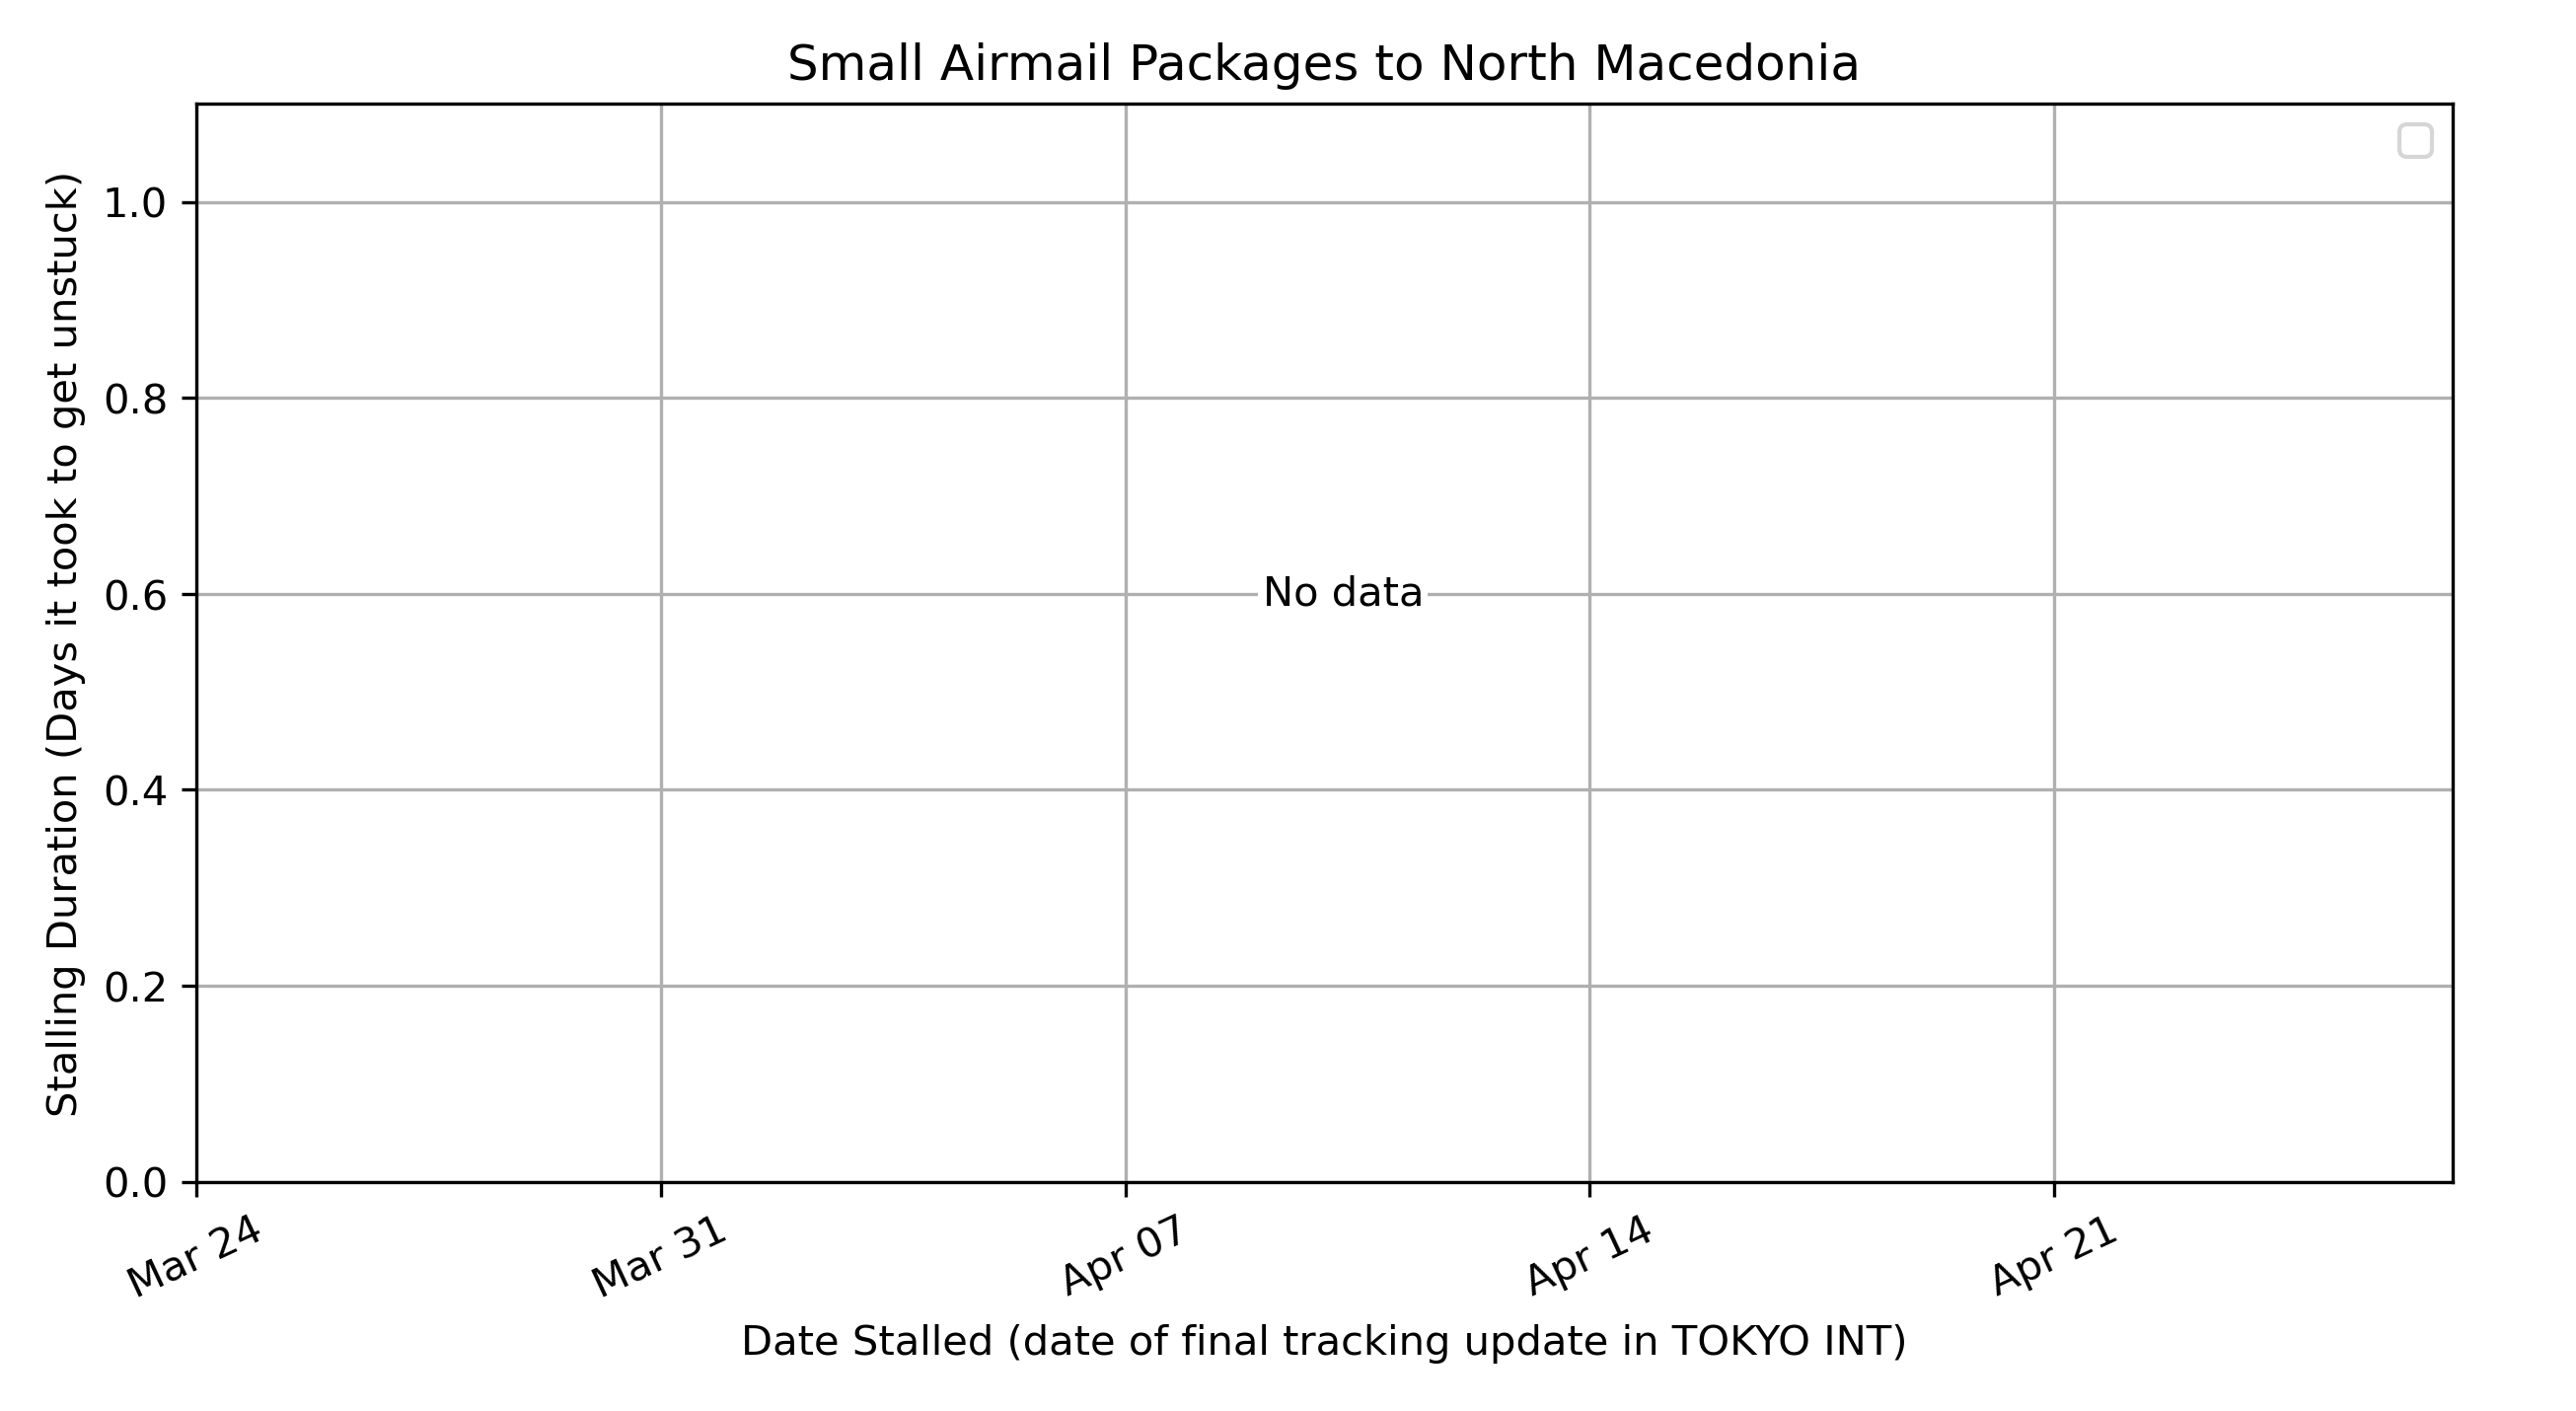 Small Airmail Packages to North Macedonia
Stalling Duration (Days it took to get unstuck)
1.0
0.8
0.6
0.4
0.2
0.0
No data
Mar 24
Mar 31
Apr 07
Apr 14
Apr 21
Date Stalled (date of final tracking update in TOKYO INT)